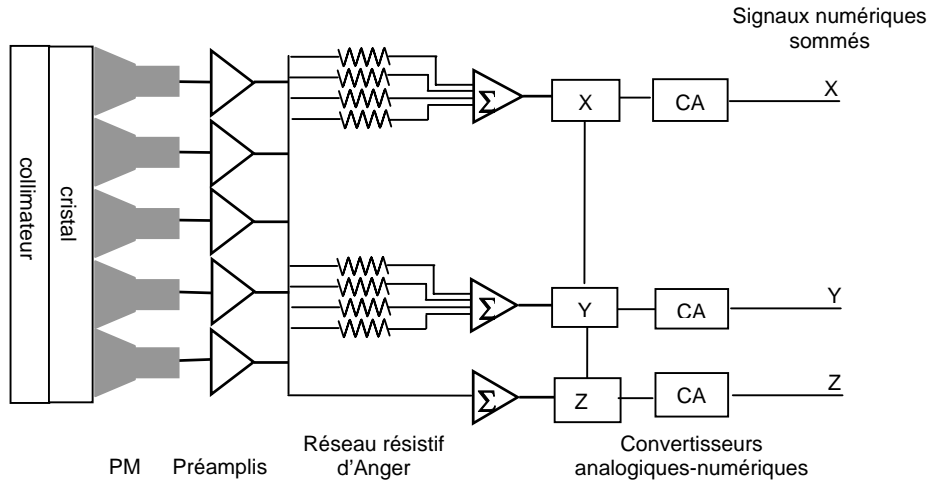 Signaux numériques
sommés
X
CA
X
Σ
collimateur
cristal
Y
CA
Y
Σ
Z
CA
Z
Σ
PM
Préamplis
Réseau résistif
d'Anger
Convertisseurs
analogiques-numériques